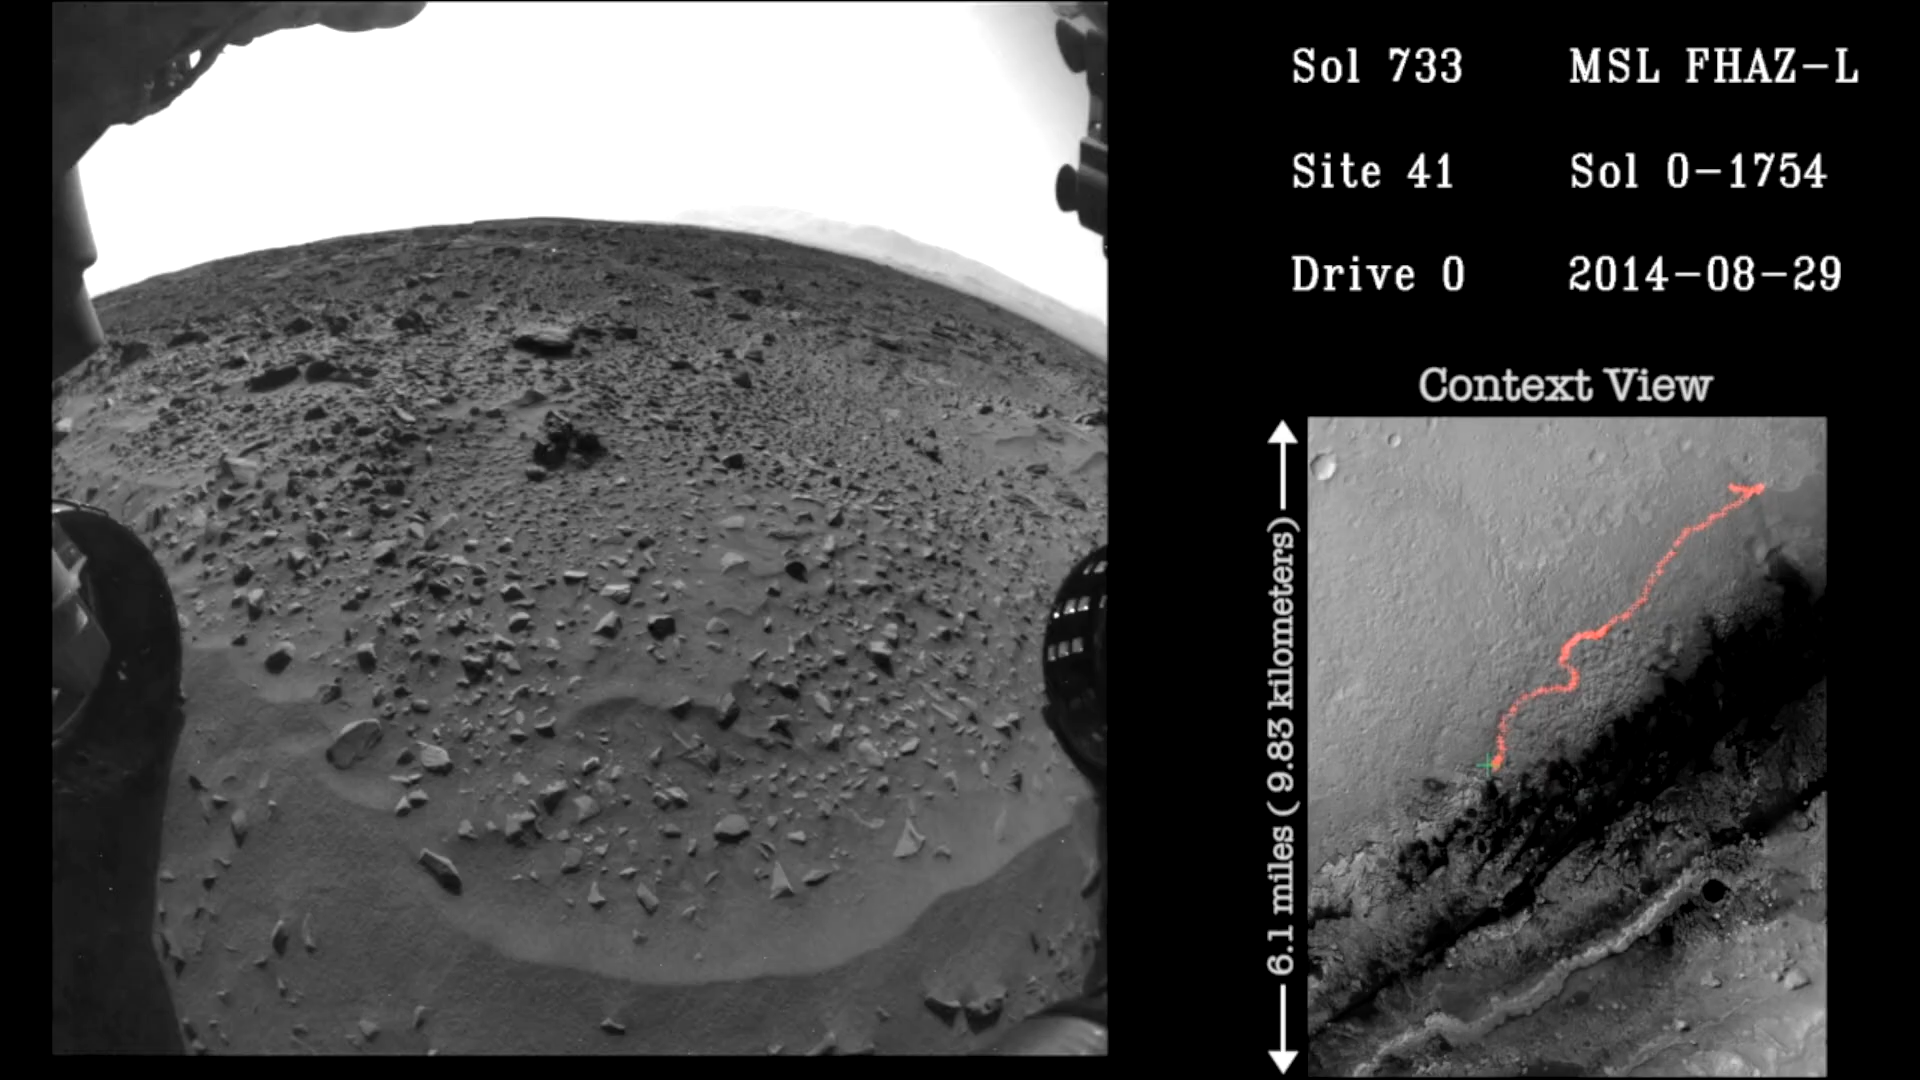 Sol 733 MSL FHAZ-L
Site 41 Sol 0-1754
Drive 0 2014-08-29
Context View
6.1 miles ( 9.83 kilometers)